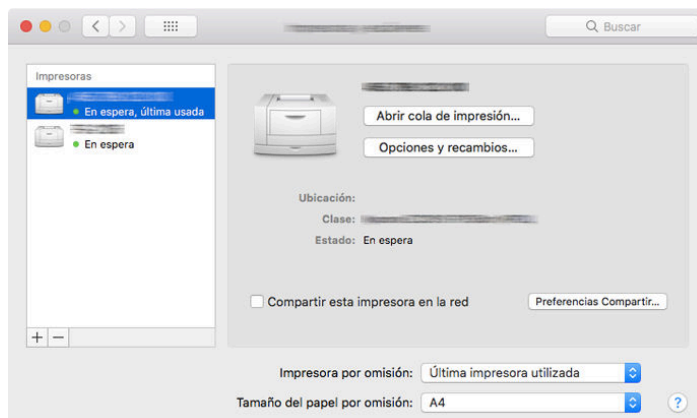 Buscar
Impresoras
En espera, última usada
En espera
Abrir cola de impresión...
Opciones y recambios...
Ubicación:
Clase:
Estado: En espera
Compartir esta impresora en la red
Preferencias Compartir...
Impresora por omisión: Última impresora utilizada
Tamaño del papel por omisión: A4
?